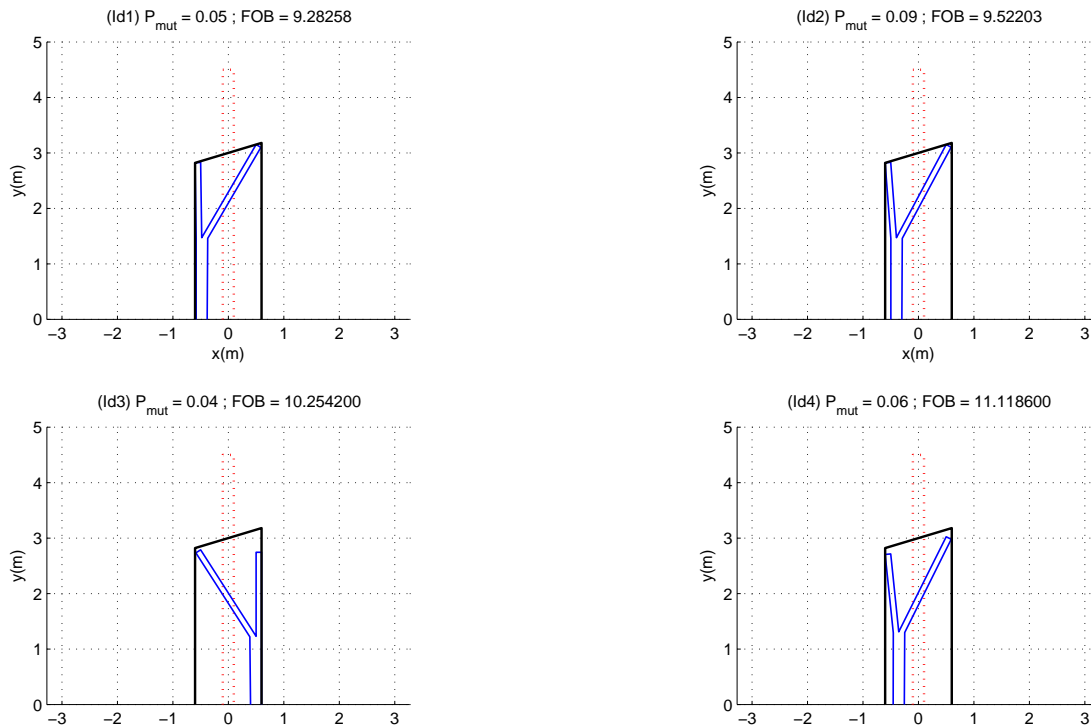 (Id1) P_mut = 0.05 ; FOB = 9.28258
5
4
3
2
1
0
y(m)
−3 −2 −1 0 1 2 3
x(m)
(Id2) P_mut = 0.09 ; FOB = 9.52203
5
4
3
2
1
0
y(m)
−3 −2 −1 0 1 2 3
x(m)
(Id3) P_mut = 0.04 ; FOB = 10.254200
5
4
3
2
1
0
y(m)
−3 −2 −1 0 1 2 3
(Id4) P_mut = 0.06 ; FOB = 11.118600
5
4
3
2
1
0
y(m)
−3 −2 −1 0 1 2 3